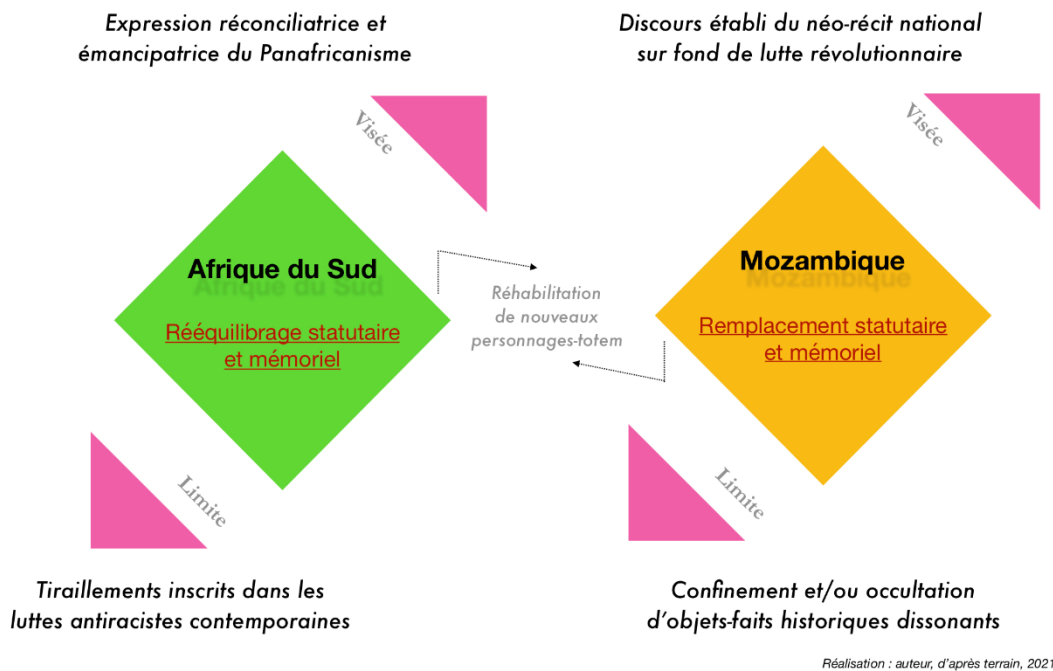 Expression réconciliatrice et
émancipatrice du Panafricanisme
Discours établi du néo-récit national
sur fond de lutte révolutionnaire
Visée
Visée
Afrique du Sud
Rééquilibrage statutaire
et mémoriel
Réhabilitation
de nouveaux
personnages-totem
Mozambique
Remplacement statutaire
et mémoriel
Limite
Limite
Tiraillements inscrits dans les
luttes antiracistes contemporaines
Confinement et/ou occultation
d'objets-faits historiques dissonants
Réalisation : auteur, d'après terrain, 2021